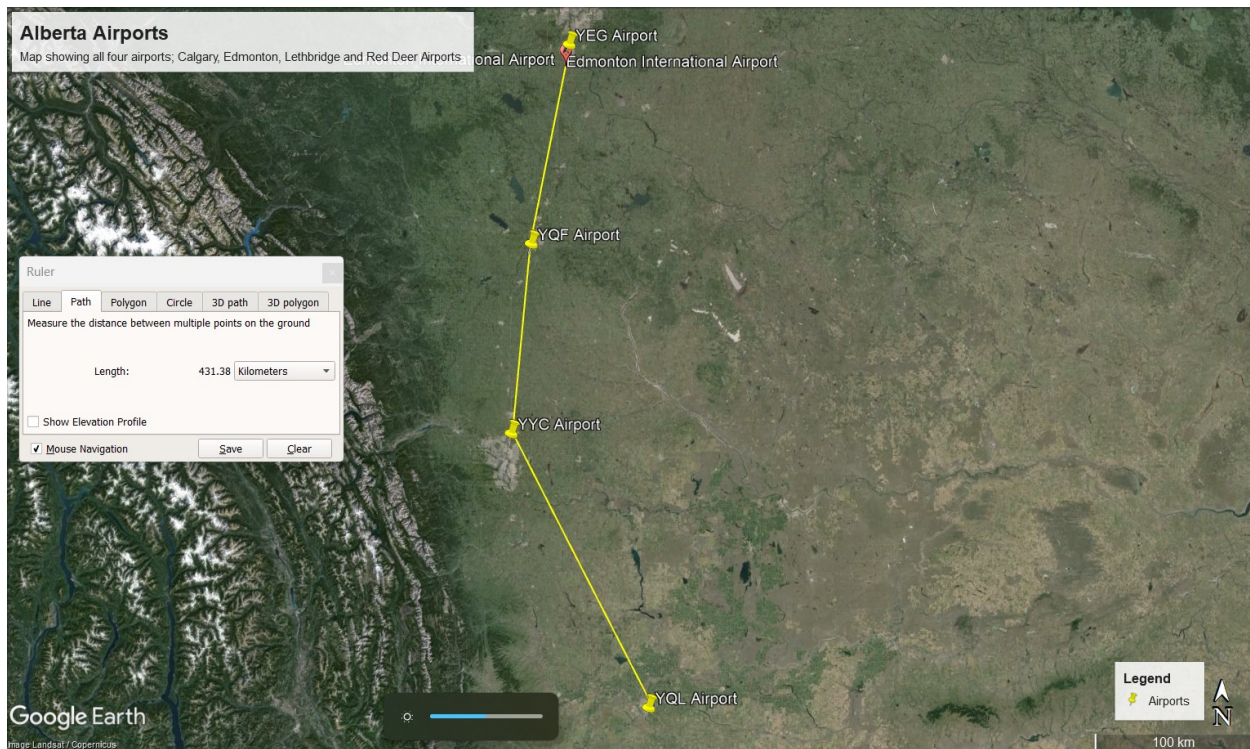 Alberta Airports
Map showing all four airports; Calgary, Edmonton, Lethbridge and Red Deer Airports
YEG Airport
onal Airport
Edmonton International Airport
YQF Airport
Ruler
x
Line Path Polygon Circle 3D path 3D polygon
Measure the distance between multiple points on the ground
Length: 431.38 Kilometers
Show Elevation Profile
Mouse Navigation Save Clear
YYC Airport
YQL Airport
Legend
Airports
N
Google Earth
Image Landsat / Copernicus
100 km